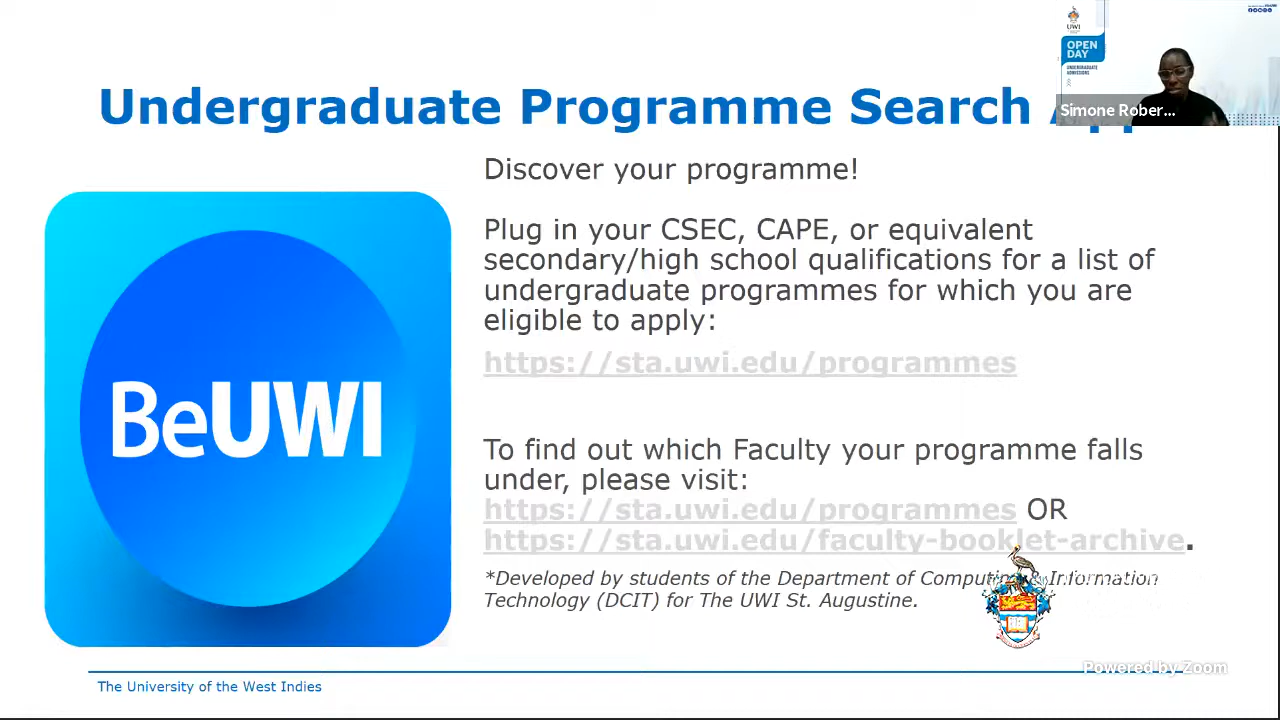 UWI
OPEN
DAY
UNDERGRADUATE
ADMISSIONS
Simone Rober...
Undergraduate Programme Search
Discover your programme!
Plug in your CSEC, CAPE, or equivalent
secondary/high school qualifications for a list of
undergraduate programmes for which you are
eligible to apply:
https://sta.uwi.edu/programmes
BeUWI
To find out which Faculty your programme falls
under, please visit:
https://sta.uwi.edu/programmes OR
https://sta.uwi.edu/faculty-booklet-archive.
*Developed by students of the Department of Computing & Information
Technology (DCIT) for The UWI St. Augustine.
Powered by Zoom
The University of the West Indies